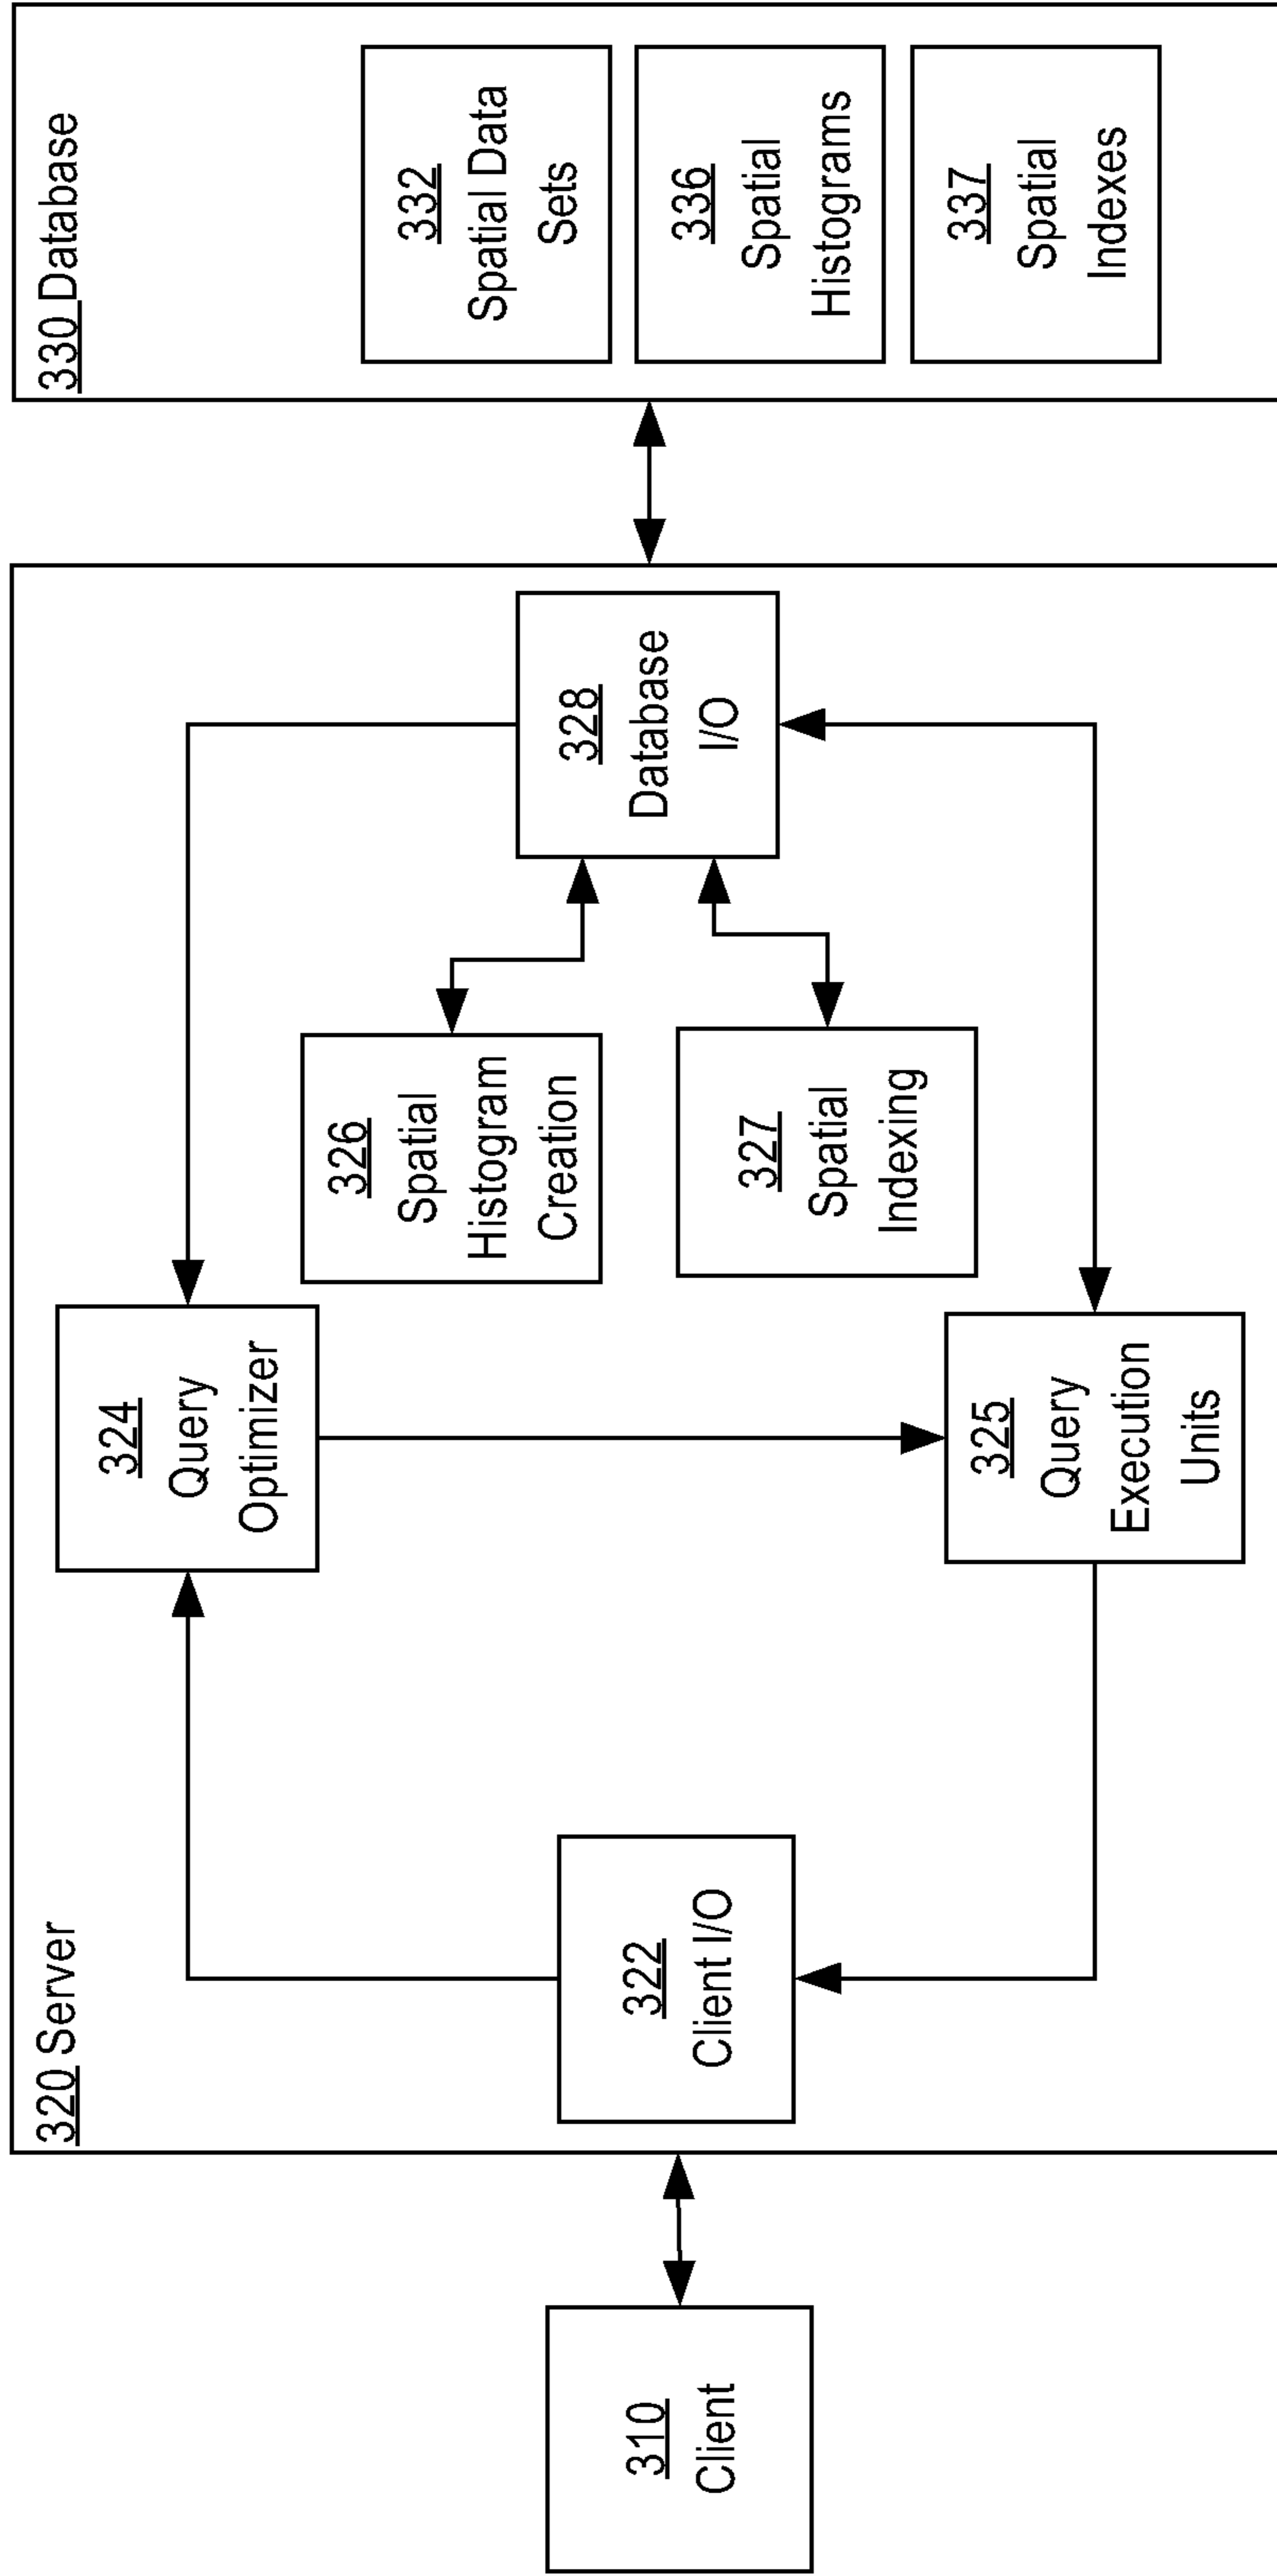 310
Client
320 Server
322
Client I/O
324
Query
Optimizer
325
Query
Execution
Units
326
Spatial
Histogram
Creation
327
Spatial
Indexing
328
Database
I/O
330 Database
332
Spatial Data
Sets
336
Spatial
Histograms
337
Spatial
Indexes